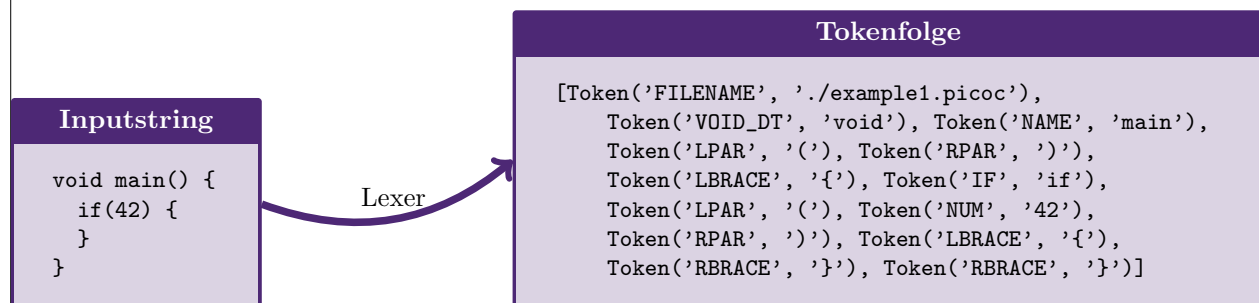 Inputstring
void main() {
  if(42) {
  }
}
Lexer
Tokenfolge
[Token('FILENAME', './example1.picoc'),
    Token('VOID_DT', 'void'), Token('NAME', 'main'),
    Token('LPAR', '('), Token('RPAR', ')'),
    Token('LBRACE', '{'), Token('IF', 'if'),
    Token('LPAR', '('), Token('NUM', '42'),
    Token('RPAR', ')'), Token('LBRACE', '{'),
    Token('RBRACE', '}'), Token('RBRACE', '}')]